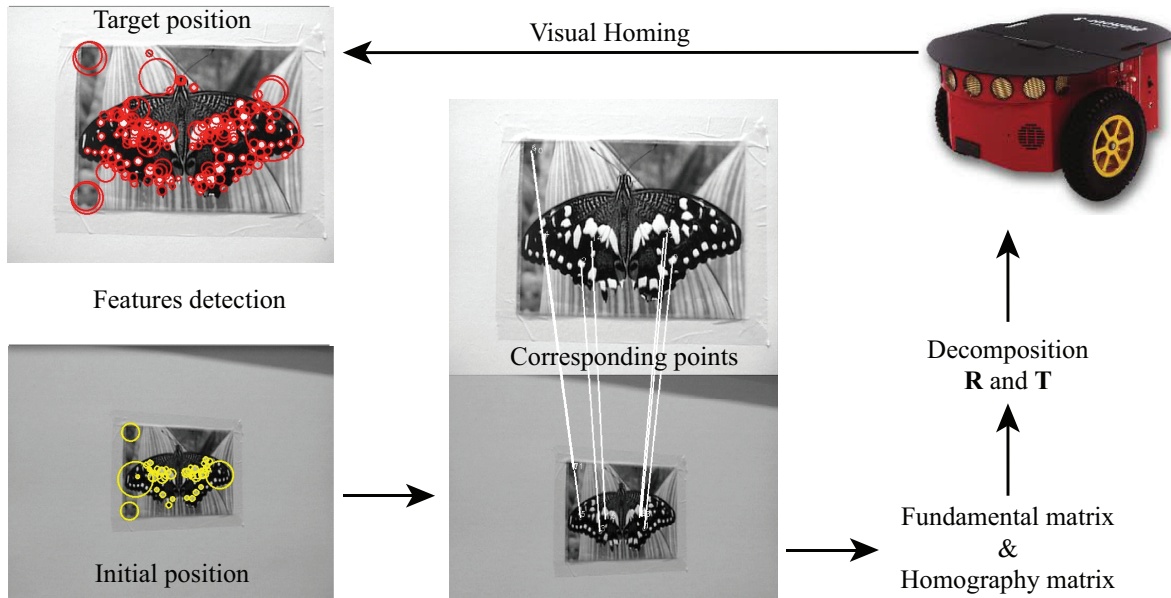 Target position
Visual Homing
Features detection
Corresponding points
Initial position
Decomposition
R and T
Fundamental matrix
&
Homography matrix